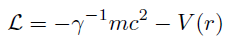 ℒ = −γ⁻¹mc² − V(r)